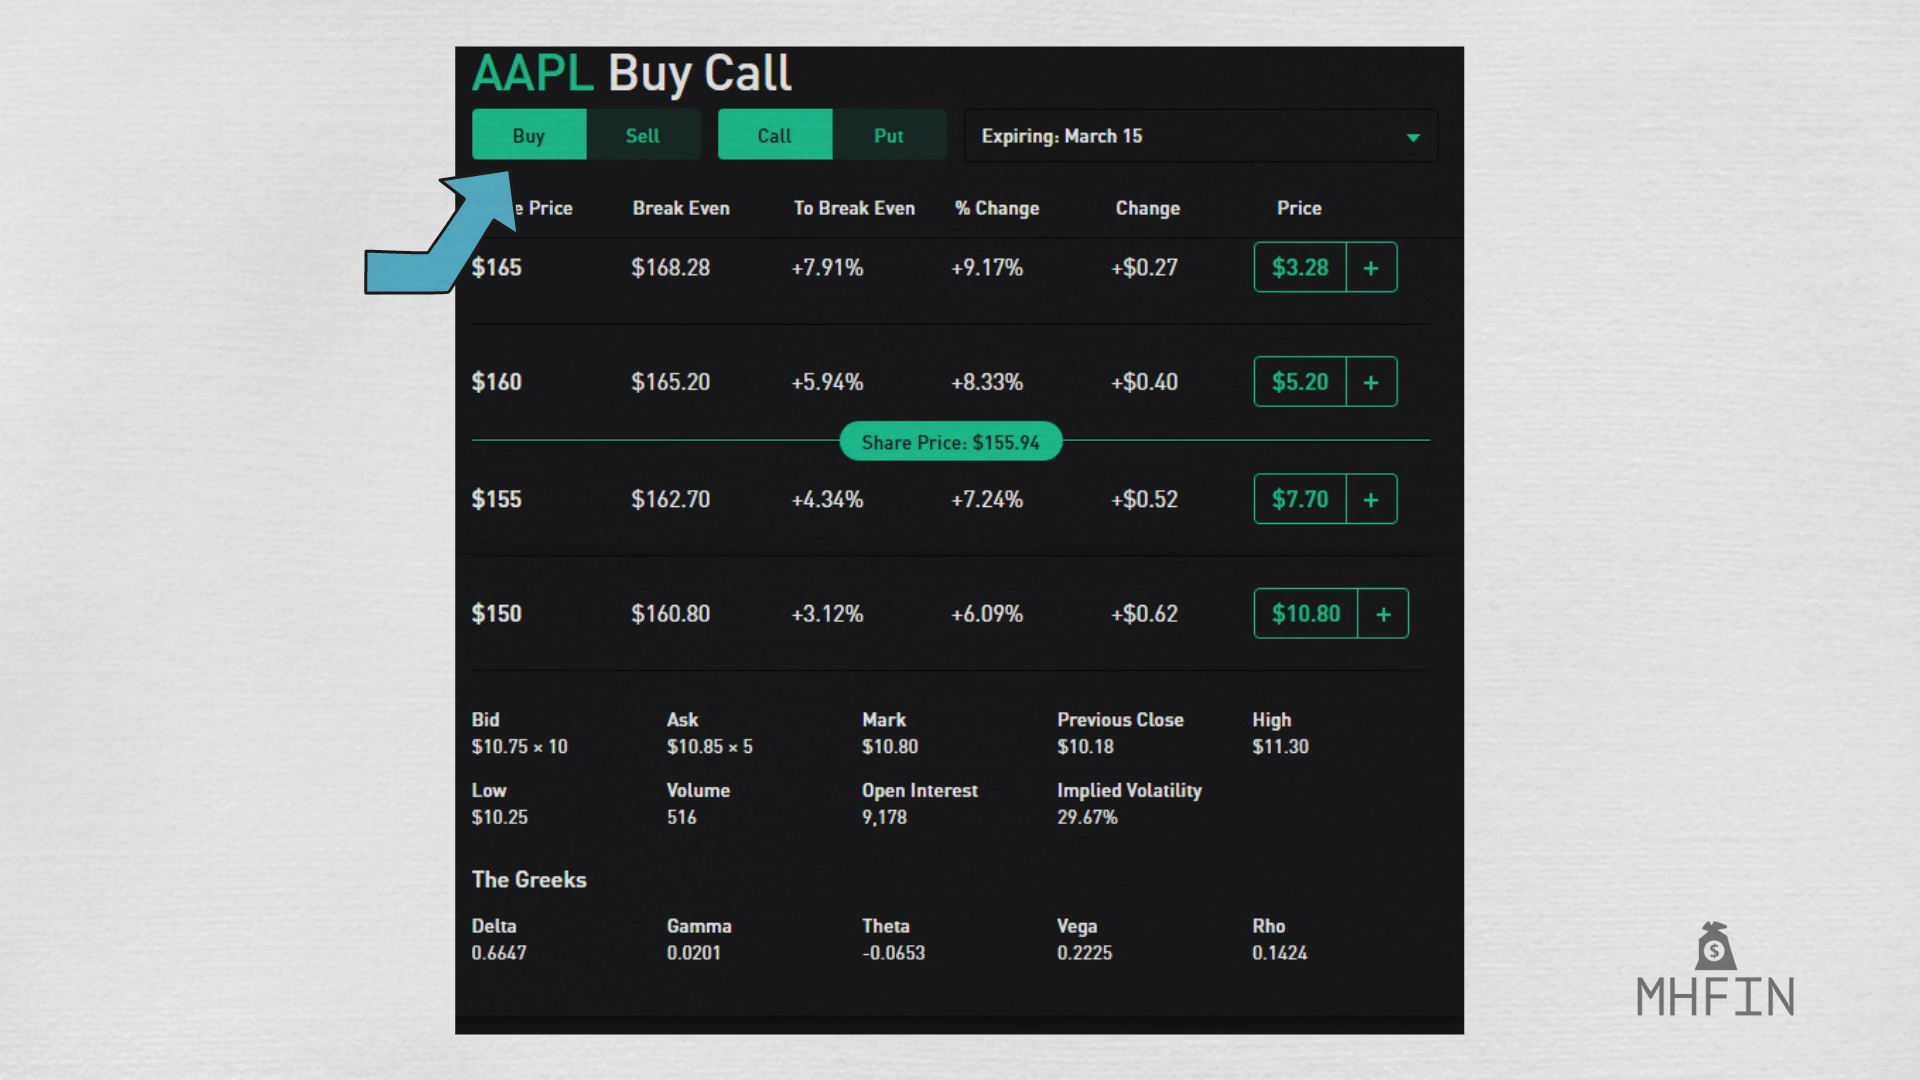 AAPL Buy Call
Buy Sell Call Put Expiring: March 15
e Price Break Even To Break Even % Change Change Price
$165 $168.28 +7.91% +9.17% +$0.27 $3.28 +
$160 $165.20 +5.94% +8.33% +$0.40 $5.20 +
Share Price: $155.94
$155 $162.70 +4.34% +7.24% +$0.52 $7.70 +
$150 $160.80 +3.12% +6.09% +$0.62 $10.80 +
Bid Ask Mark Previous Close High
$10.75 × 10 $10.85 × 5 $10.80 $10.18 $11.30
Low Volume Open Interest Implied Volatility
$10.25 516 9,178 29.67%
The Greeks
Delta Gamma Theta Vega Rho
0.6647 0.0201 -0.0653 0.2225 0.1424
$
MHFIN